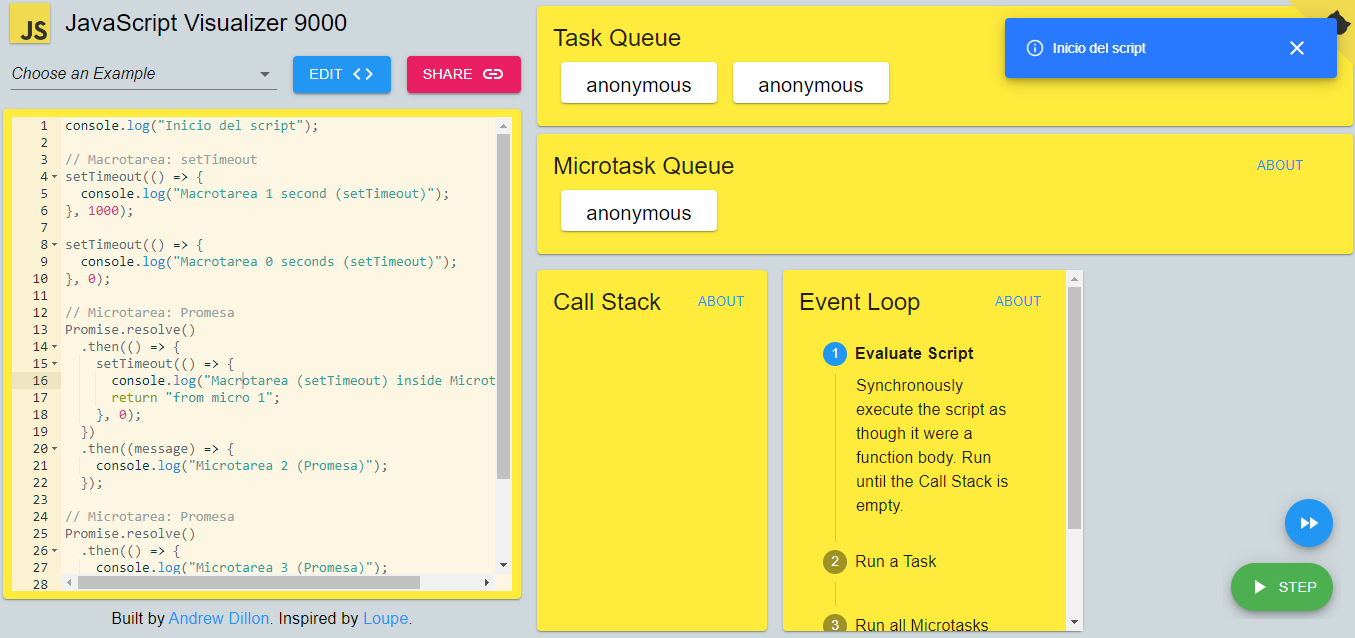 JS JavaScript Visualizer 9000
Choose an Example
EDIT
SHARE
1 console.log("Inicio del script");
2
3 // Macrotarea: setTimeout
4 setTimeout(() => {
5 console.log("Macrotarea 1 second (setTimeout)");
6 }, 1000);
7
8 setTimeout(() => {
9 console.log("Macrotarea 0 seconds (setTimeout)");
10 }, 0);
11
12 // Microtarea: Promesa
13 Promise.resolve()
14 .then(() => {
15 setTimeout(() => {
16 console.log("Macrotarea (setTimeout) inside Microt
17 return "from micro 1";
18 }, 0);
19 })
20 .then((message) => {
21 console.log("Microtarea 2 (Promesa)");
22 });
23
24 // Microtarea: Promesa
25 Promise.resolve()
26 .then(() => {
27 console.log("Microtarea 3 (Promesa)");
28
Built by Andrew Dillon. Inspired by Loupe.
Task Queue
anonymous anonymous
Inicio del script
Microtask Queue ABOUT
anonymous
Call Stack ABOUT
Event Loop ABOUT
1 Evaluate Script
Synchronously
execute the script as
though it were a
function body. Run
until the Call Stack is
empty.
2 Run a Task
3 Run all Microtasks
STEP